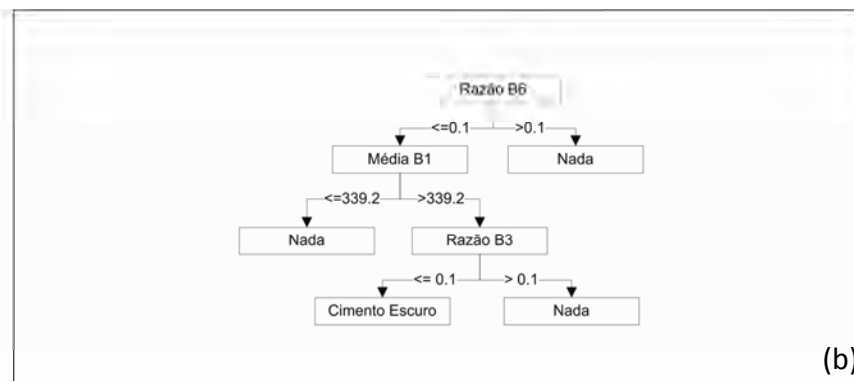 Razão B6
<=0.1 >0.1
Média B1 Nada
<=339.2 >339.2
Nada Razão B3
<= 0.1 > 0.1
Cimento Escuro Nada
(b)